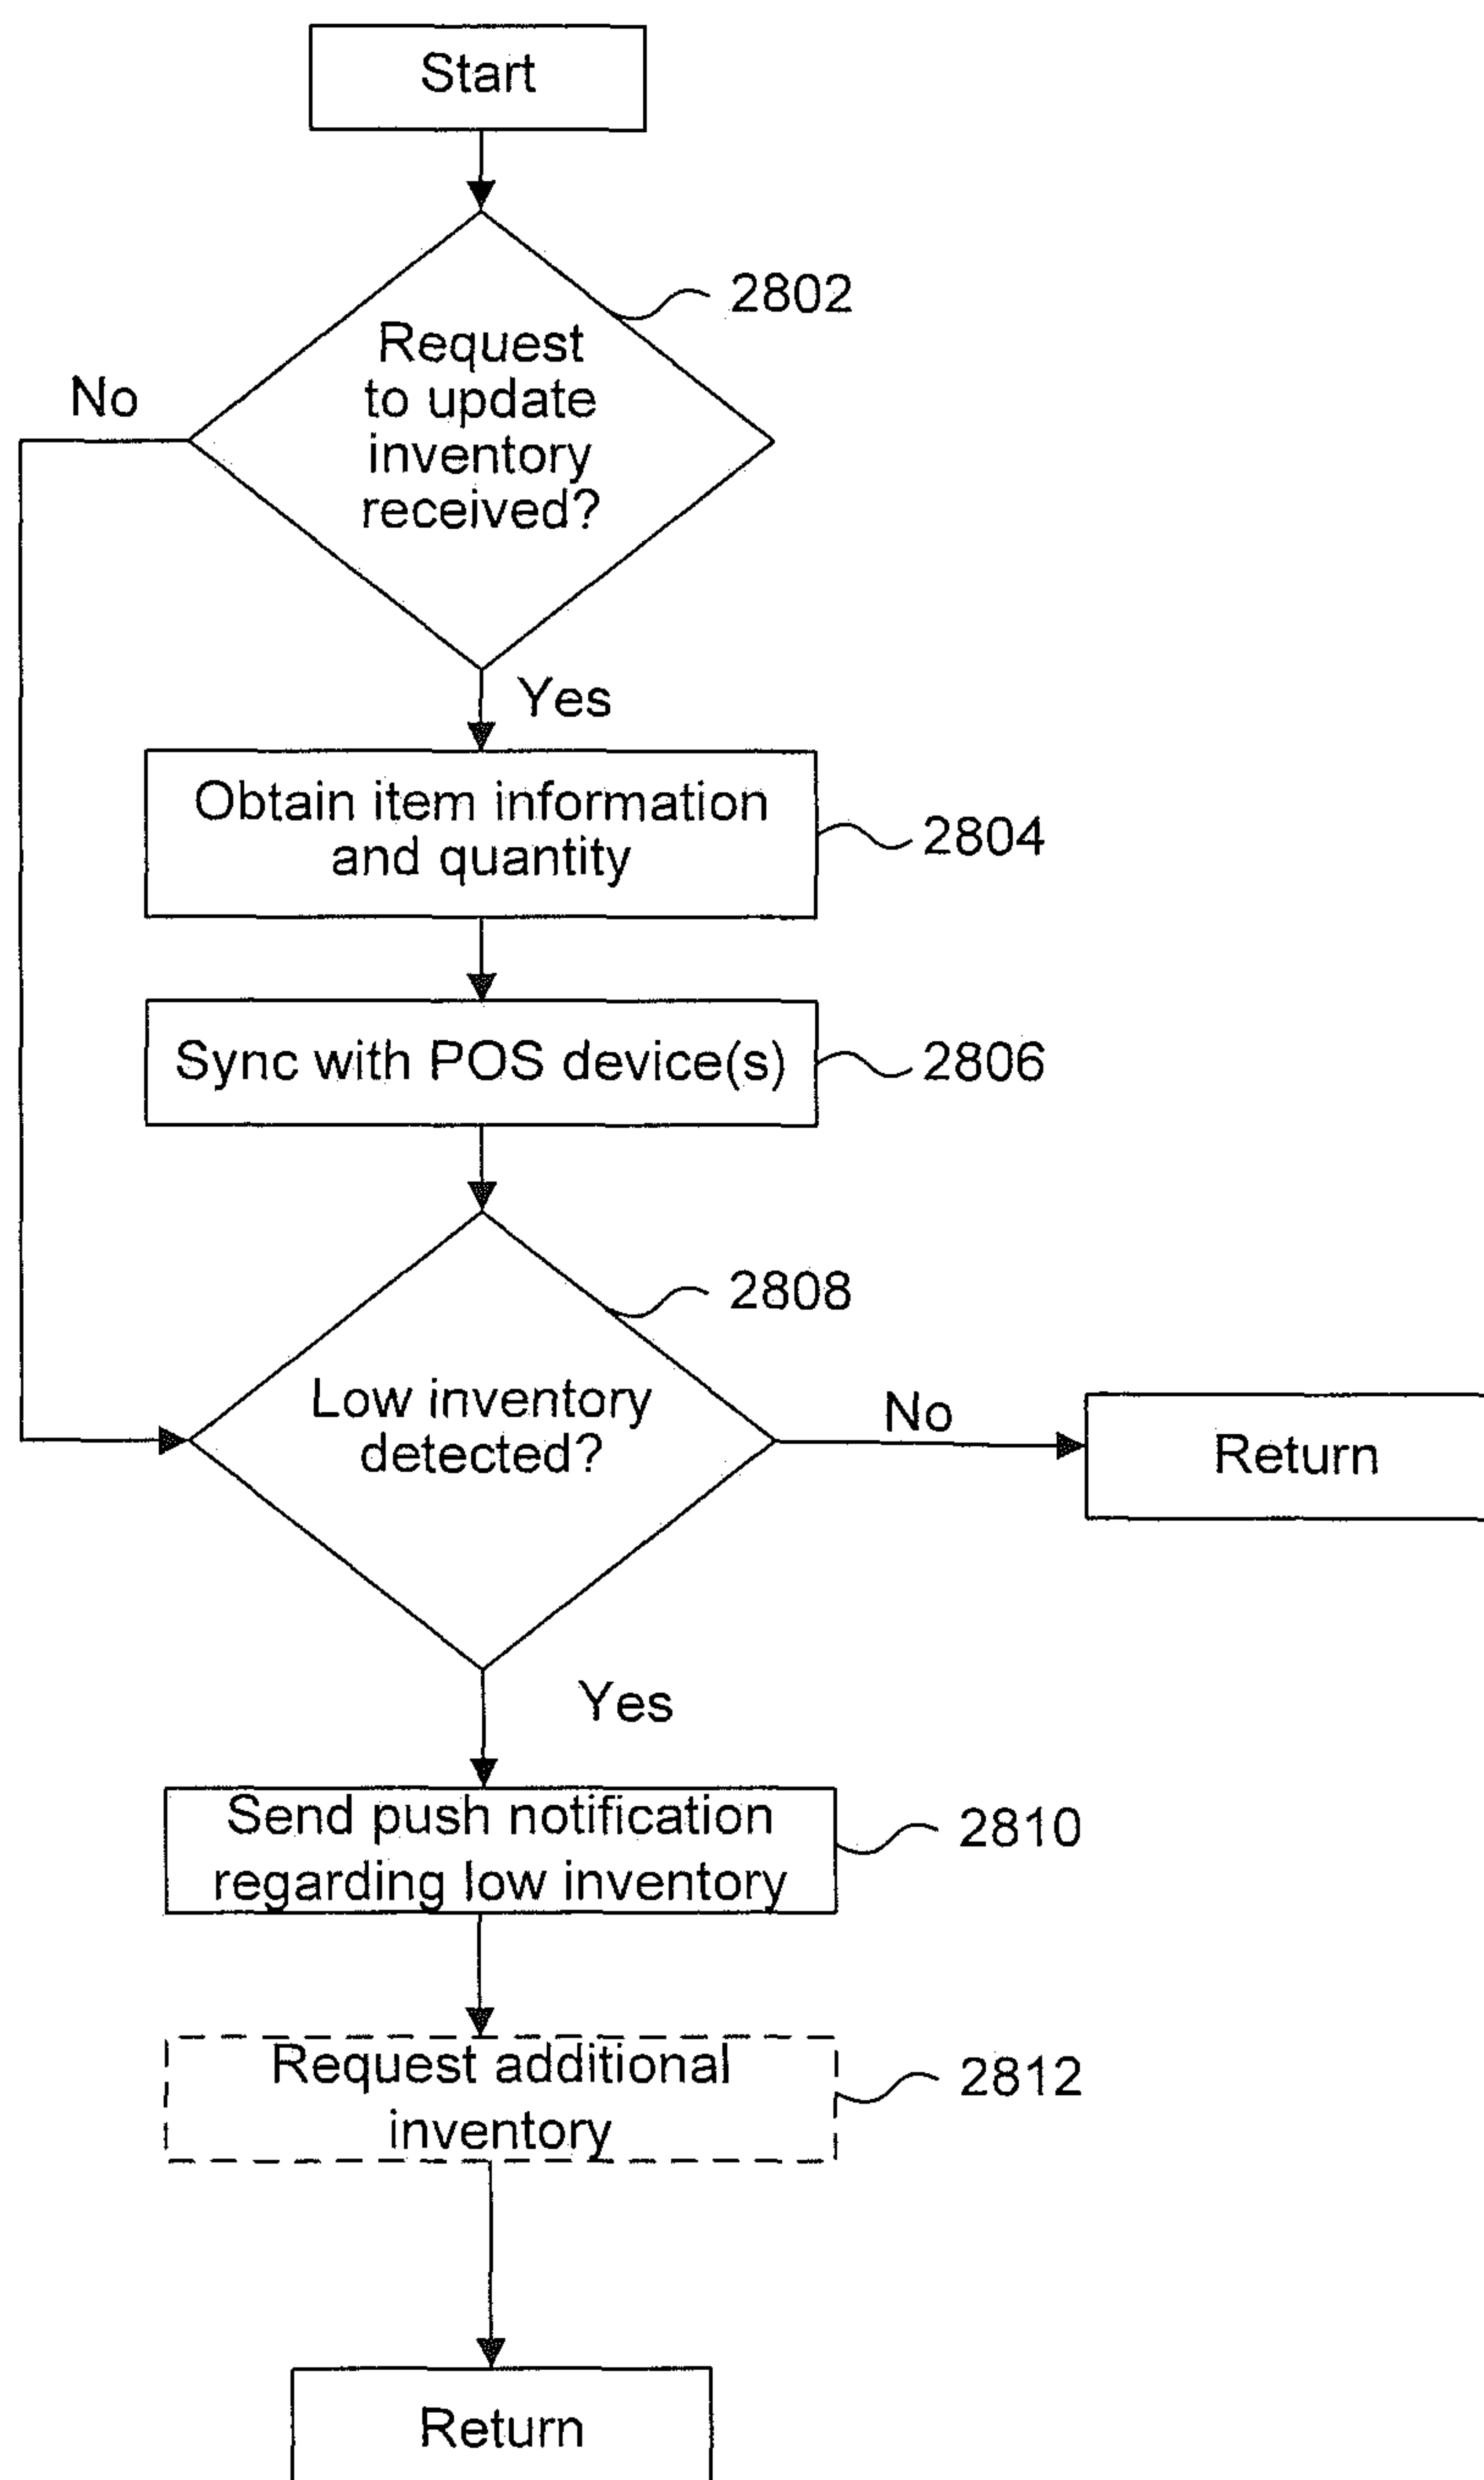 Start
2802
Request
to update
inventory
received?
No
Yes
Obtain item information
and quantity
2804
Sync with POS device(s)
2806
2808
Low inventory
detected?
No
Return
Yes
Send push notification
regarding low inventory
2810
Request additional
inventory
2812
Return